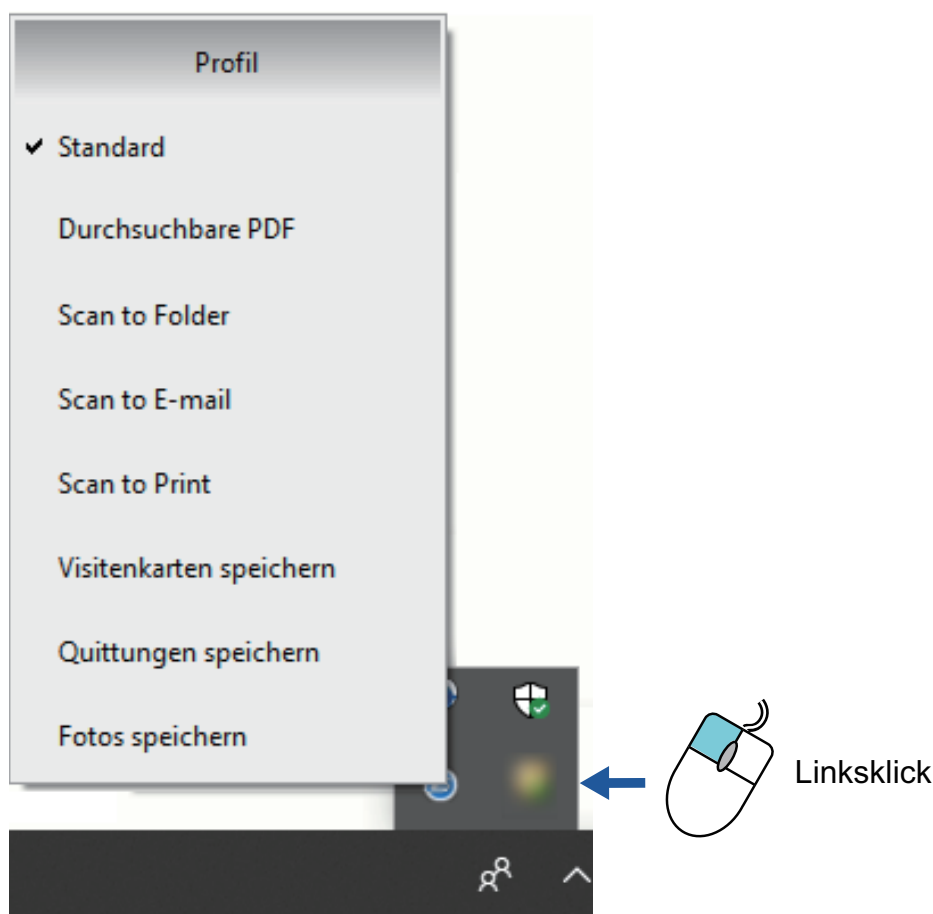 Profil
Standard
Durchsuchbare PDF
Scan to Folder
Scan to E-mail
Scan to Print
Visitenkarten speichern
Quittungen speichern
Fotos speichern
Linksklick